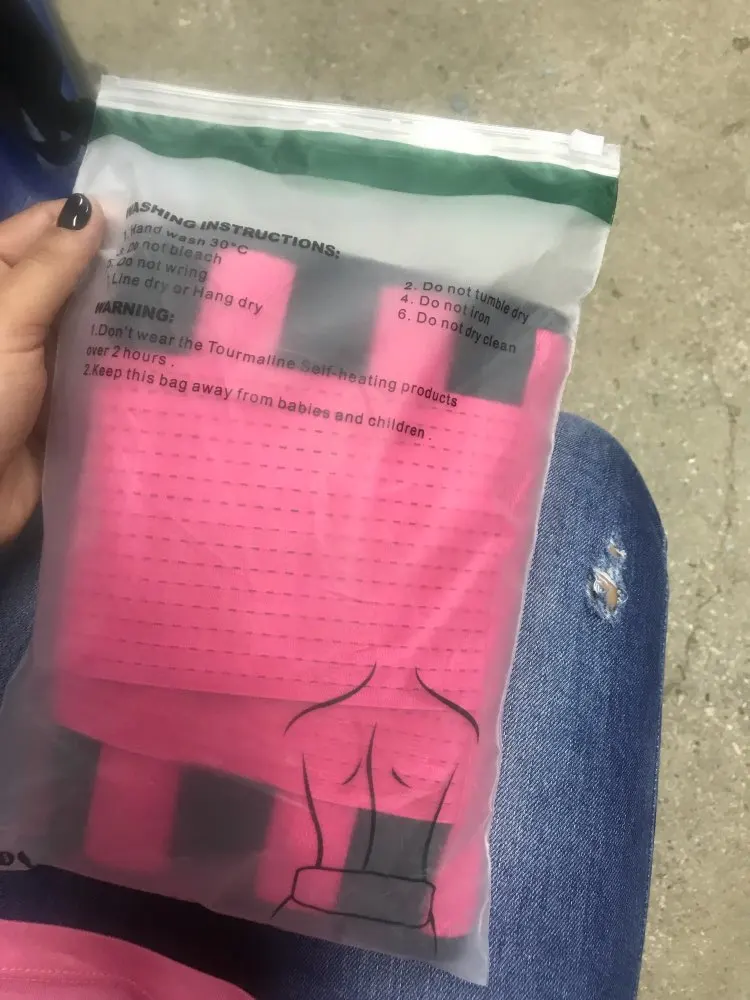 WASHING INSTRUCTIONS:
Hand wash 30°C
2. Do not tumble dry
Do not bleach
4. Do not iron
5. Do not wring
6. Do not dry clean
Line dry or Hang dry
WARNING:
1.Don't wear the Tourmaline Self-heating products
over 2 hours .
2.Keep this bag away from babies and children .